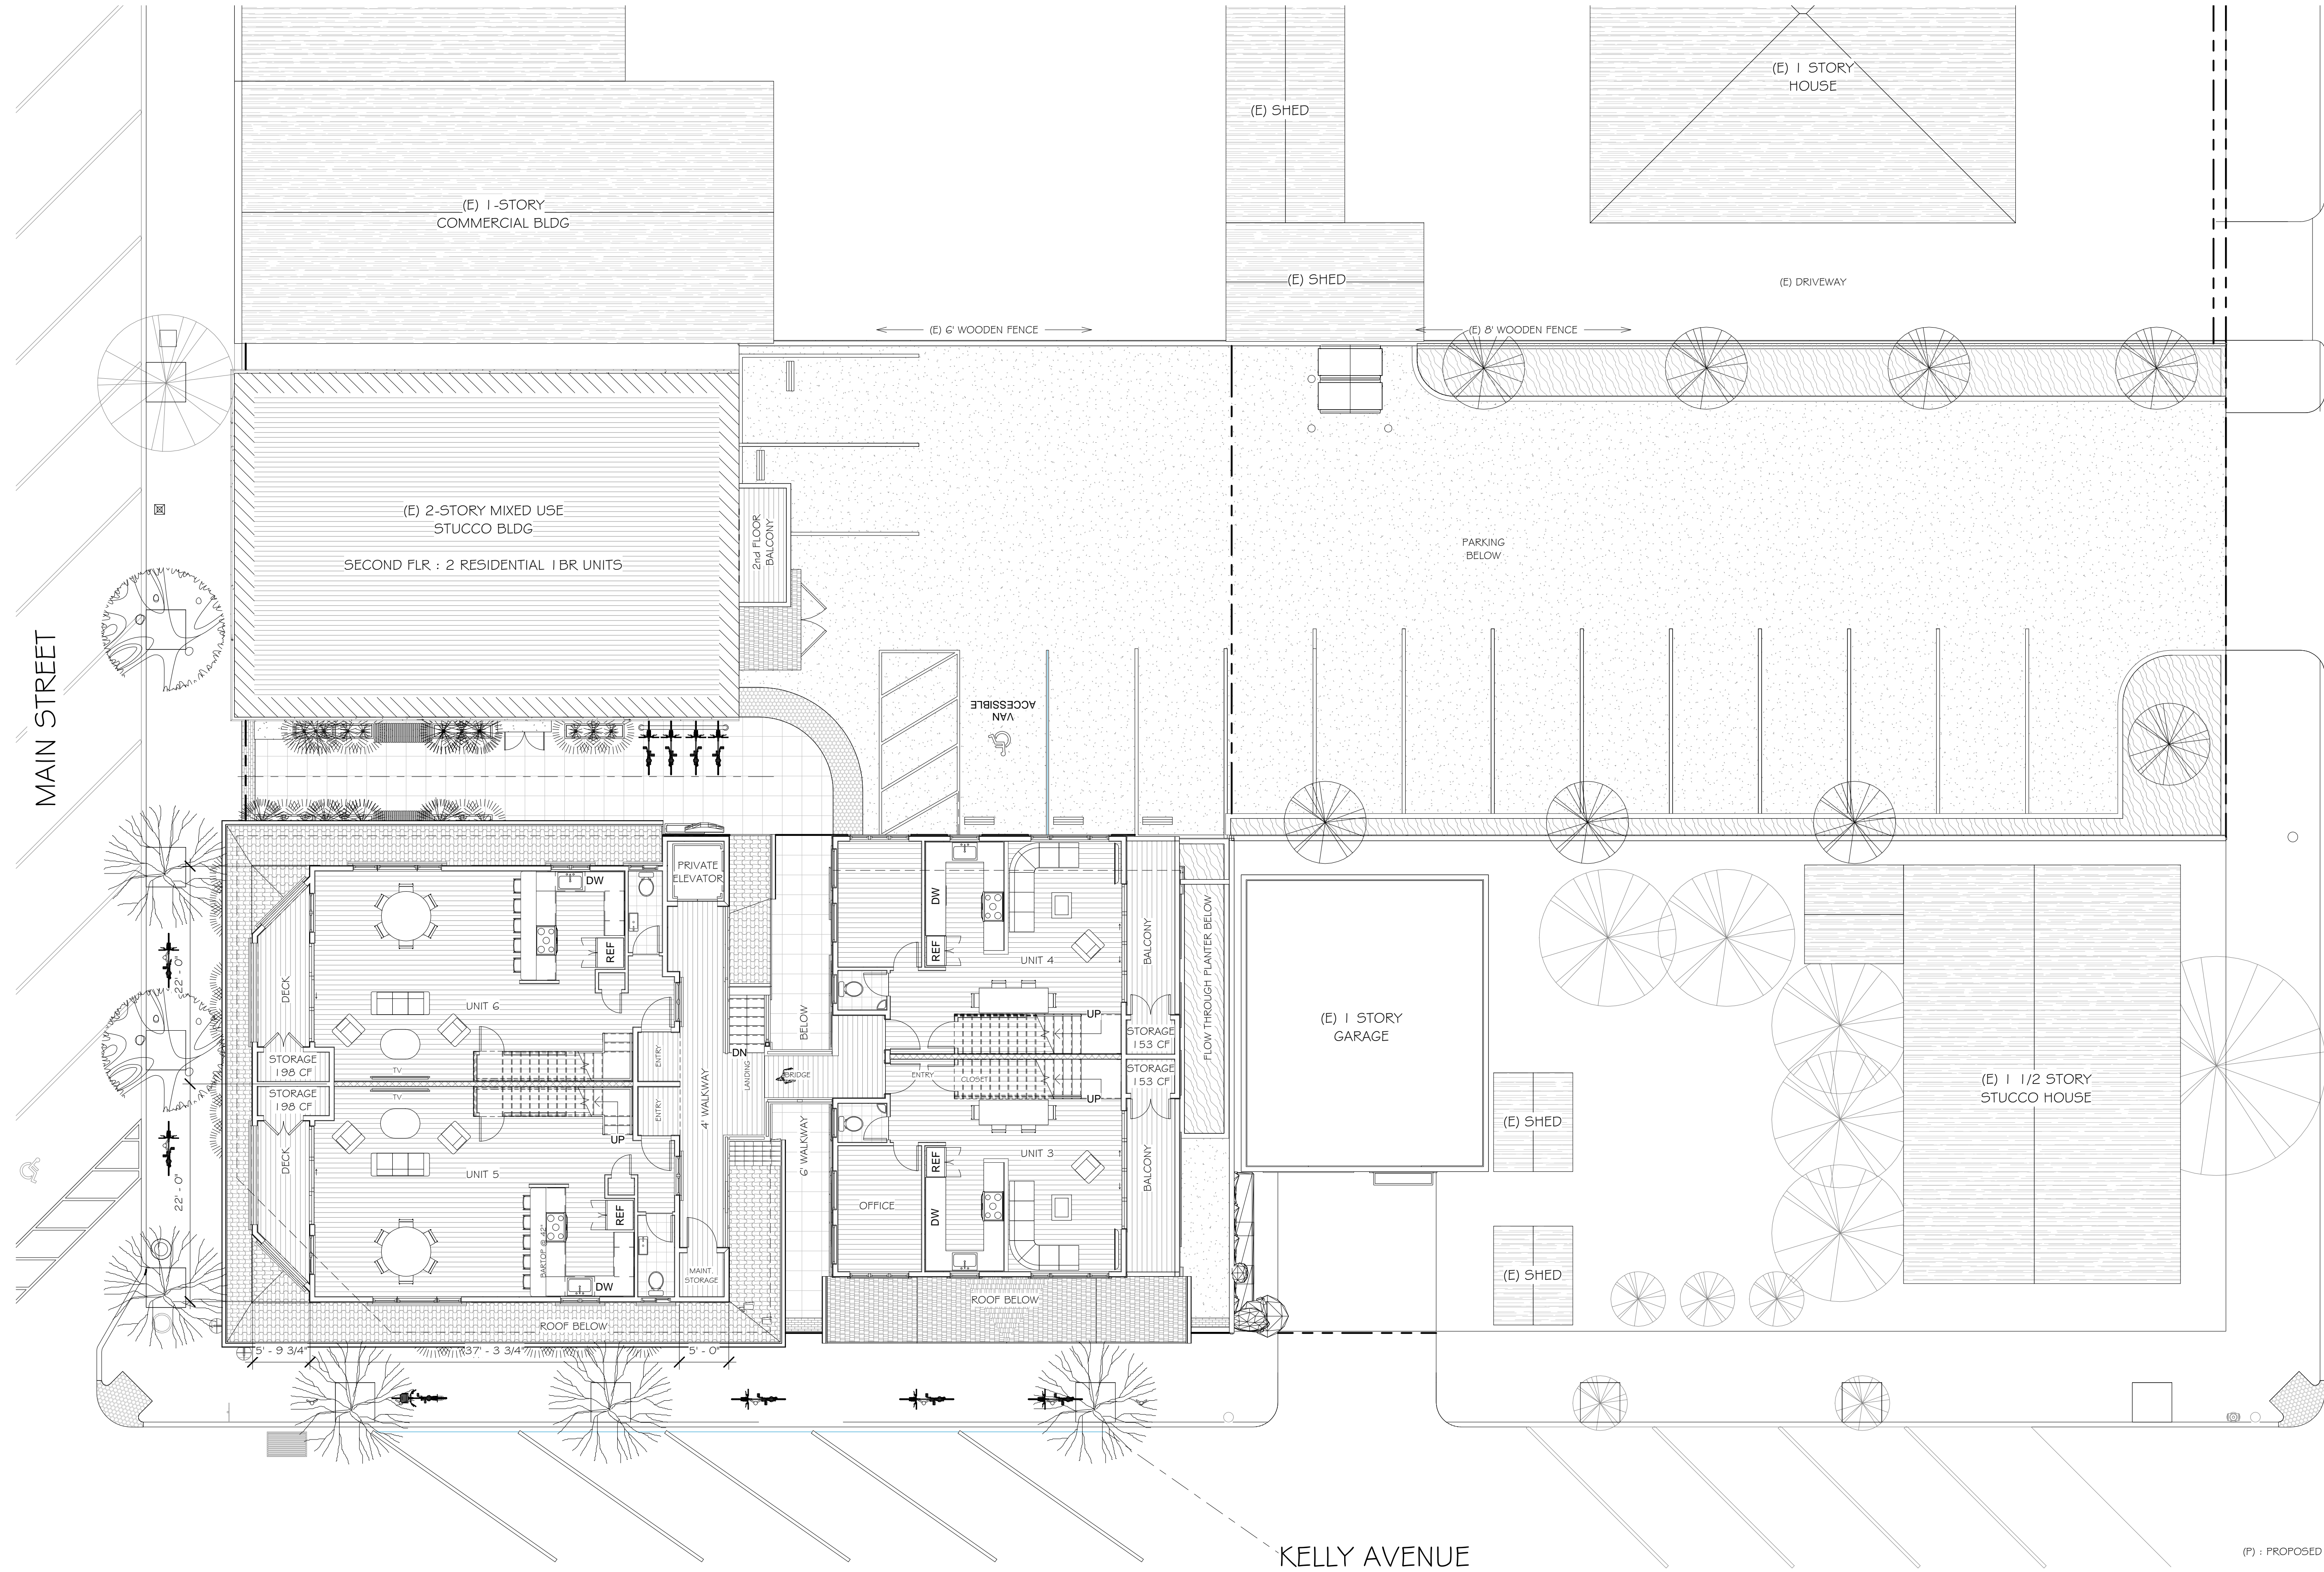 (E) 1 STORY
HOUSE
(E) SHED
(E) 1-STORY
COMMERCIAL BLDG
(E) SHED
(E) DRIVEWAY
(E) 6' WOODEN FENCE
(E) 8' WOODEN FENCE
(E) 2-STORY MIXED USE
STUCCO BLDG
SECOND FLR : 2 RESIDENTIAL 1BR UNITS
2nd FLOOR
BALCONY
PARKING
BELOW
MAIN STREET
VAN
ACCESSIBLE
PRIVATE
ELEVATOR
DW
REF
DECK
UNIT 6
STORAGE
198 CF
TV
ENTRY
DN
LANDING
BRIDGE
BELOW
4' WALKWAY
DW
REF
UNIT 4
BALCONY
UP
STORAGE
153 CF
FLOW THROUGH PLANTER BELOW
(E) 1 STORY
GARAGE
22' - 0"
STORAGE
198 CF
TV
ENTRY
UP
DECK
UNIT 5
REF
BARTOP @ 42"
DW
MAINT.
STORAGE
6' WALKWAY
ENTRY
CLOSET
STORAGE
153 CF
UP
UNIT 3
REF
DW
OFFICE
BALCONY
(E) SHED
(E) 1 1/2 STORY
STUCCO HOUSE
(E) SHED
22' - 0"
ROOF BELOW
ROOF BELOW
5' - 9 3/4"
37' - 3 3/4"
5' - 0"
KELLY AVENUE
(P) : PROPOSED